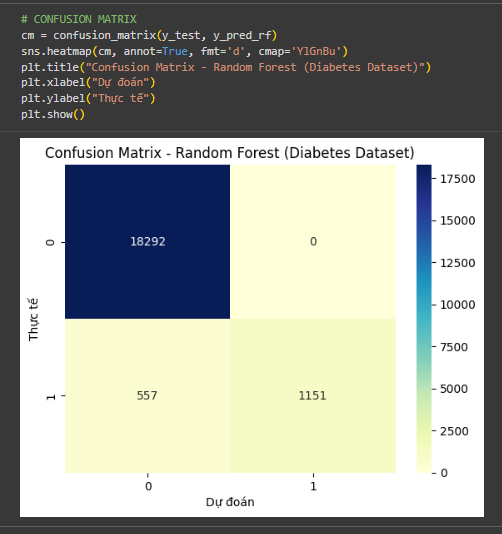 # CONFUSION MATRIX
cm = confusion_matrix(y_test, y_pred_rf)
sns.heatmap(cm, annot=True, fmt='d', cmap='YlGnBu')
plt.title("Confusion Matrix - Random Forest (Diabetes Dataset)")
plt.xlabel("Dự đoán")
plt.ylabel("Thực tế")
plt.show()
Confusion Matrix - Random Forest (Diabetes Dataset)
17500
15000
12500
10000
7500
5000
2500
0
Thực tế
0
18292
0
1
557
1151
0
1
Dự đoán